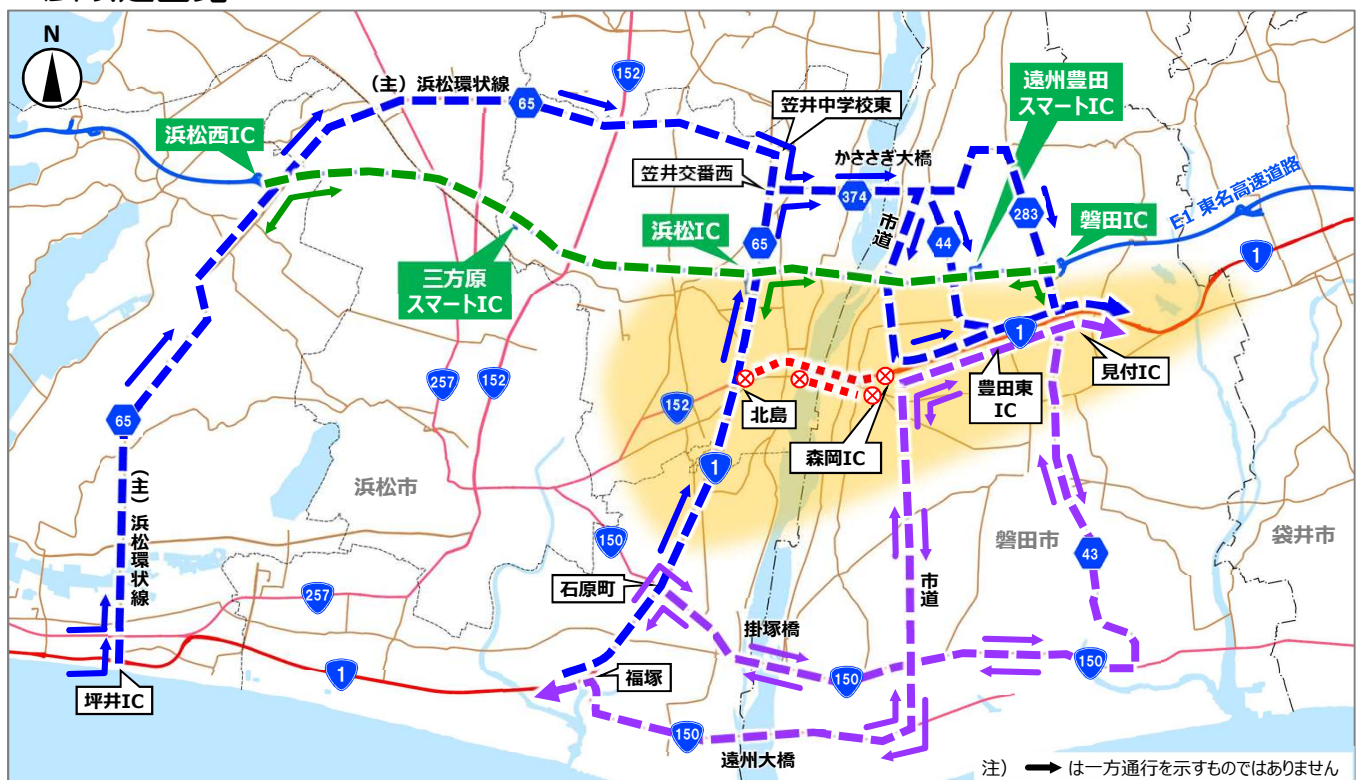 N
(主)浜松環状線
65
152
笠井中学校東
遠州豊田
スマートIC
浜松西IC
かささぎ大橋
笠井交番西
374
市道
283
E1 東名高速道路
浜松IC
65
44
磐田IC
1
三方原
スマートIC
1
257
152
152
北島
豊田東
IC
見付IC
65
森岡IC
1
(主)浜松環状線
浜松市
150
磐田市
袋井市
43
石原町
市道
257
掛塚橋
150
150
坪井IC
1
福塚
150
遠州大橋
注) は一方通行を示すものではありません